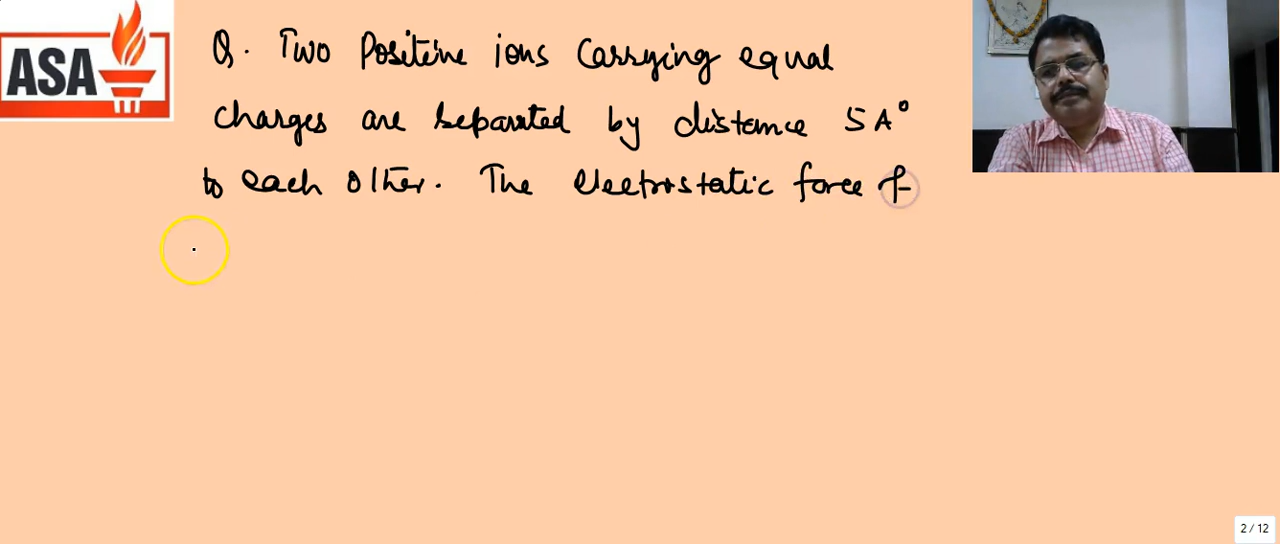 ASA
Q. Two Positive ions Carrying equal
charges are separated by distance 5A°
to each other. The electrostatic force of
2 / 12